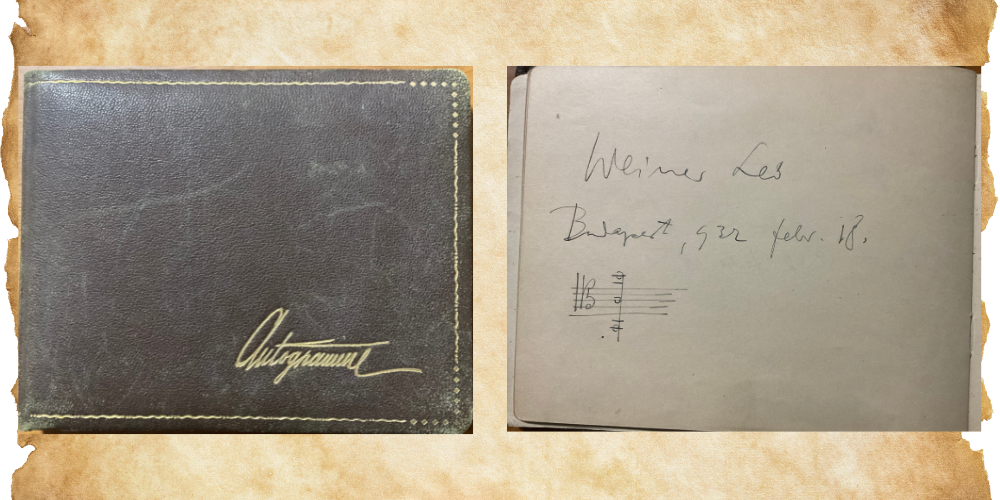 Autogramme
Weiner Leó
Budapest, 932 febr. 18.